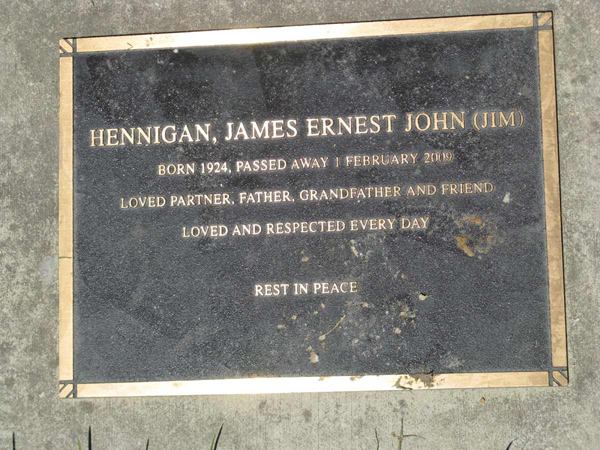 HENNIGAN, JAMES ERNEST JOHN (JIM)
BORN 1924, PASSED AWAY 1 FEBRUARY 2009
LOVED PARTNER, FATHER, GRANDFATHER AND FRIEND
LOVED AND RESPECTED EVERY DAY
REST IN PEACE